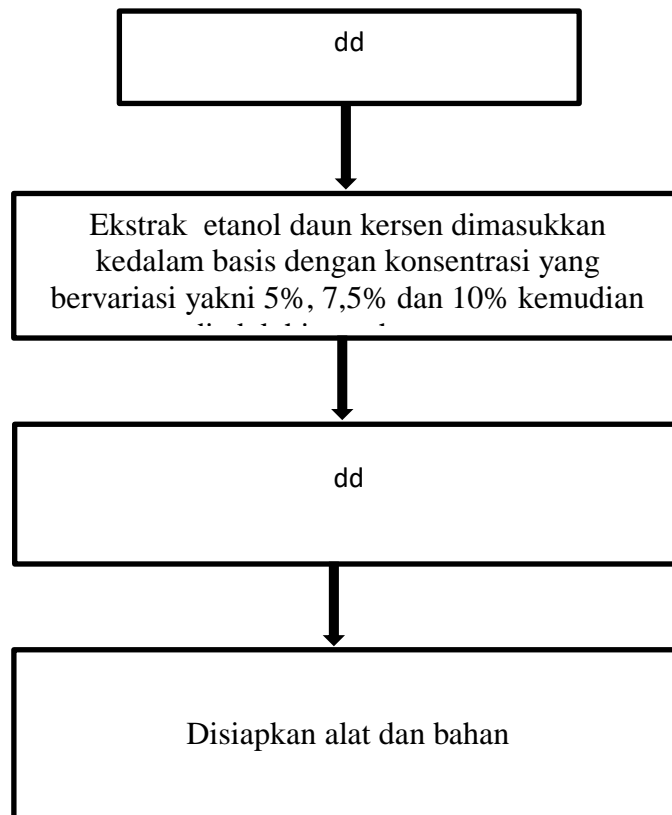 dd
Ekstrak etanol daun kersen dimasukkan
kedalam basis dengan konsentrasi yang
bervariasi yakni 5%, 7,5% dan 10% kemudian
dd
Disiapkan alat dan bahan